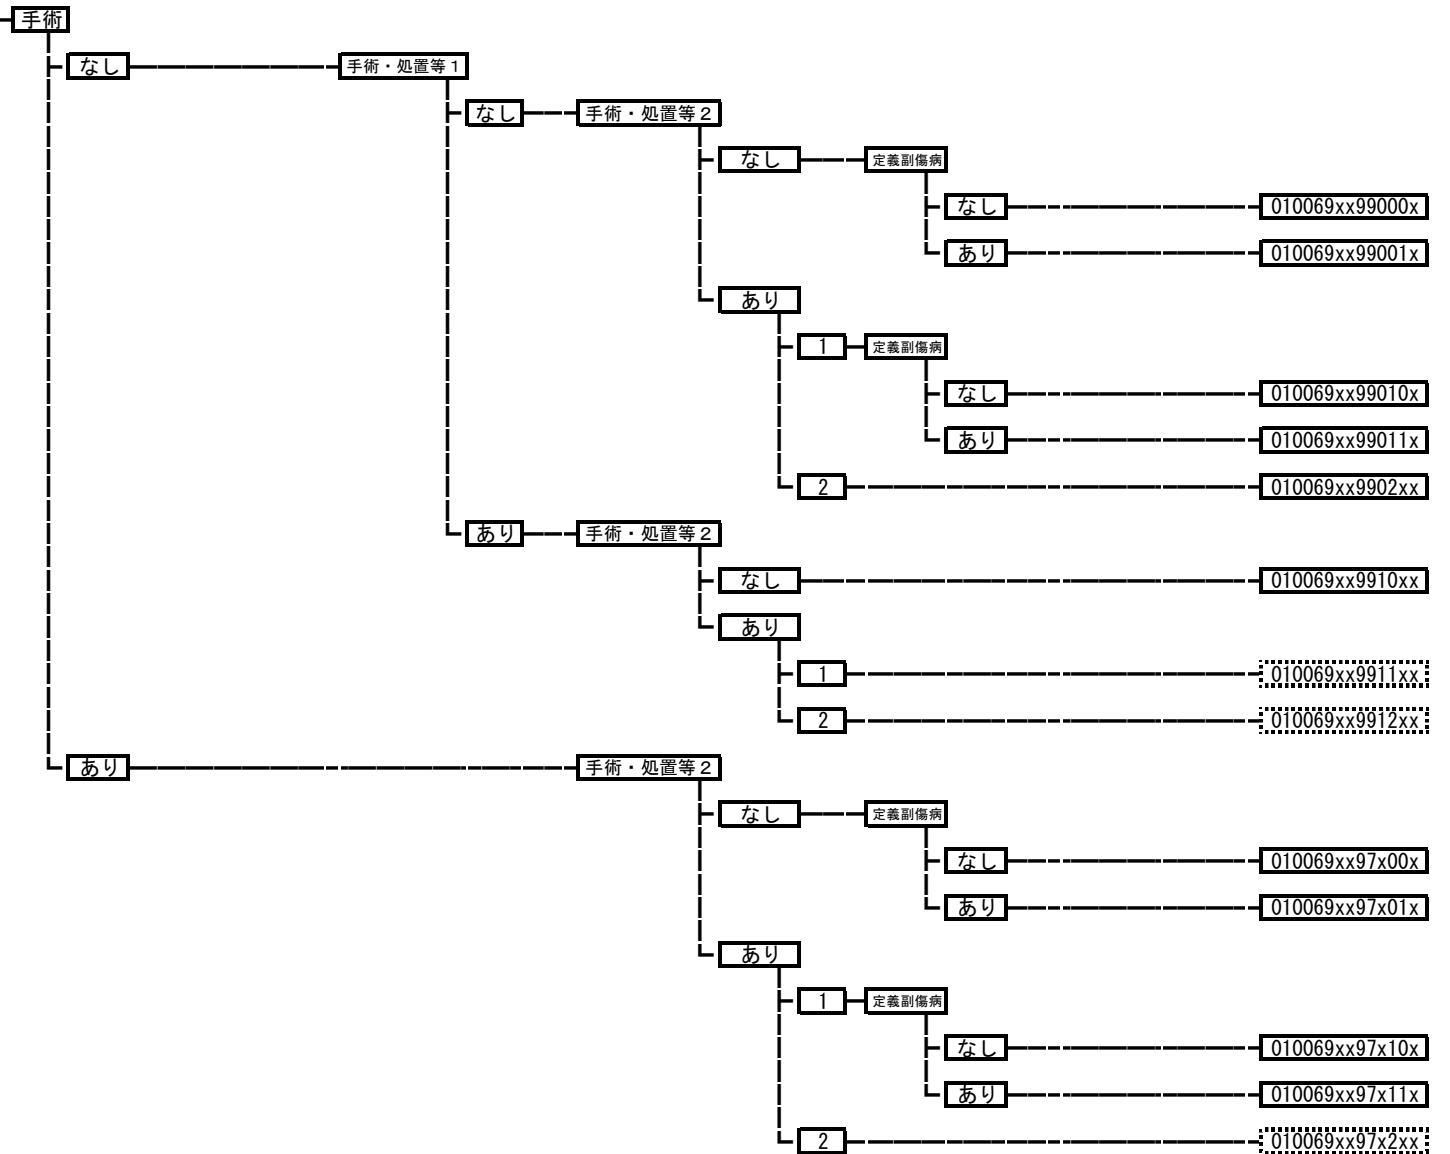 手術
なし 手術・処置等1
なし 手術・処置等2
なし 定義副傷病
なし 010069xx99000x
あり 010069xx99001x
あり
1 定義副傷病
なし 010069xx99010x
あり 010069xx99011x
2 010069xx9902xx
あり 手術・処置等2
なし 010069xx9910xx
あり
1 010069xx9911xx
2 010069xx9912xx
あり 手術・処置等2
なし 定義副傷病
なし 010069xx97x00x
あり 010069xx97x01x
あり
1 定義副傷病
なし 010069xx97x10x
あり 010069xx97x11x
2 010069xx97x2xx